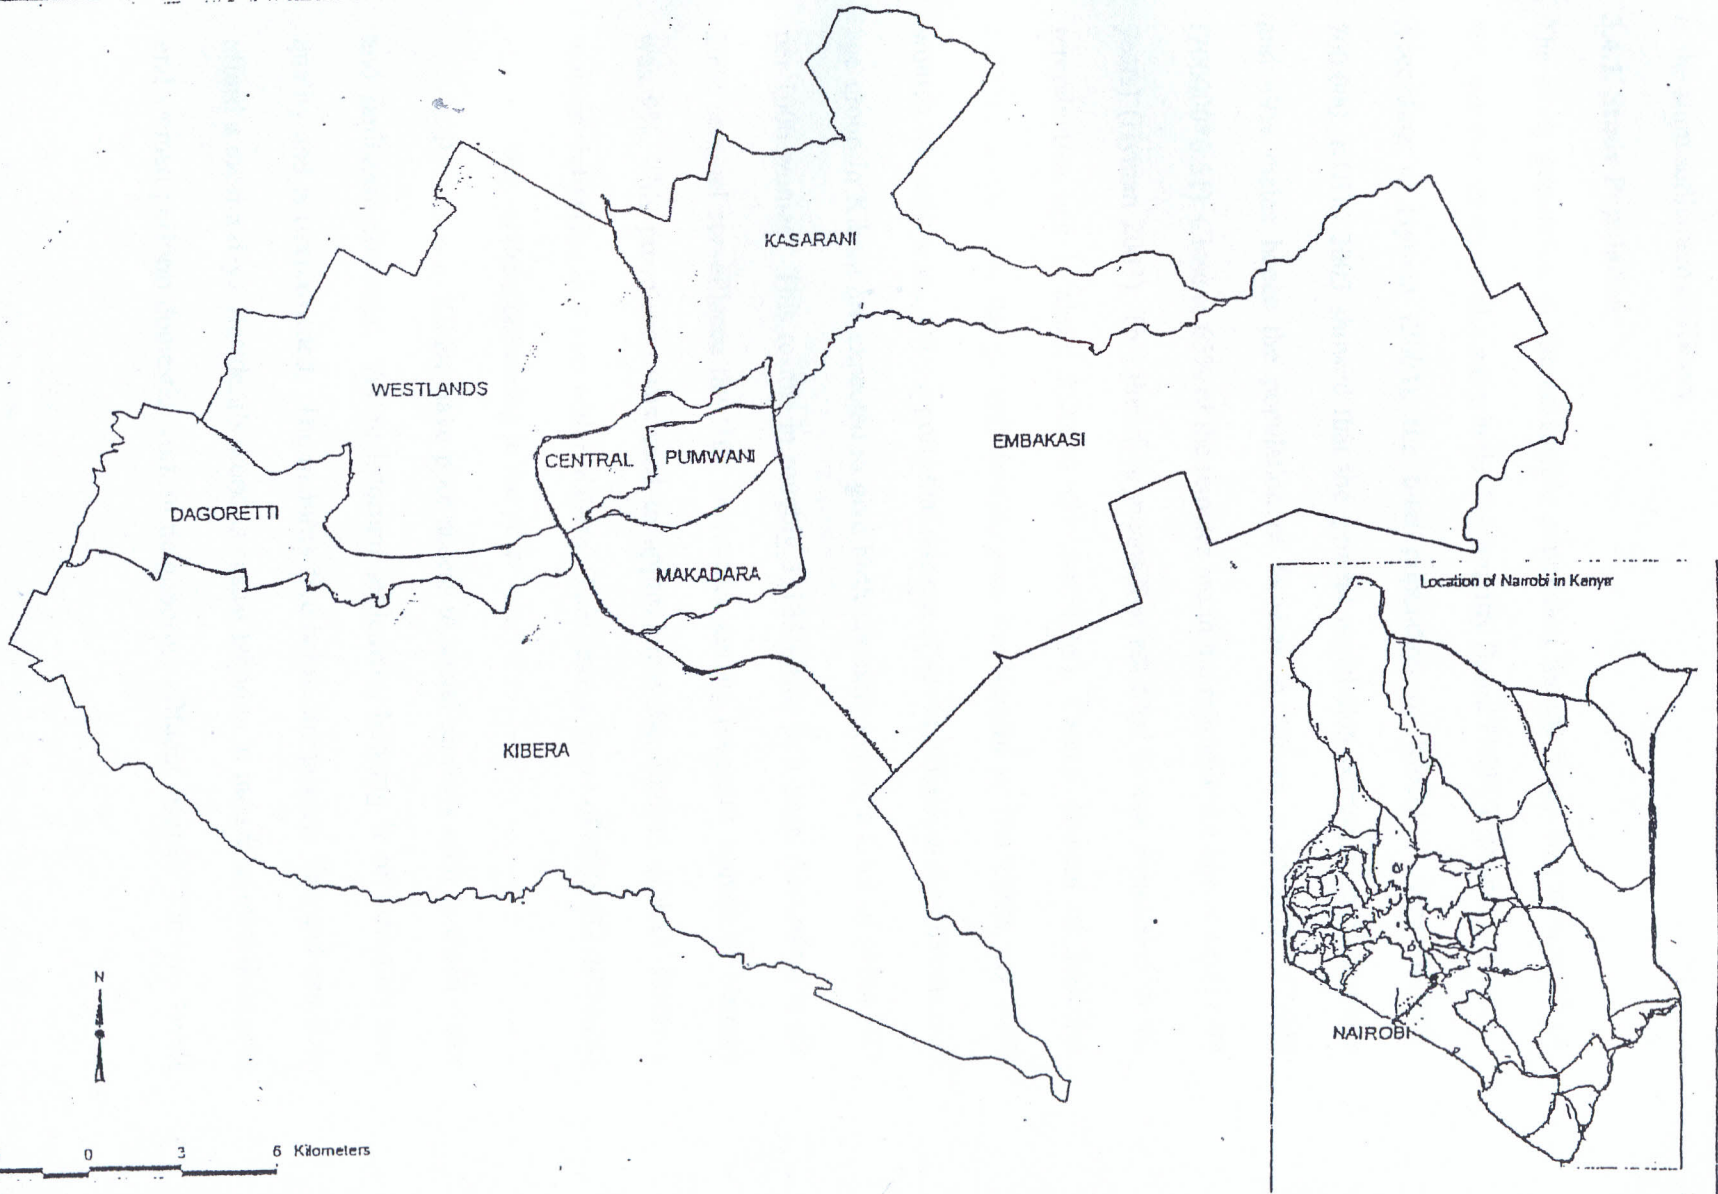 KASARANI
WESTLANDS
EMBAKASI
CENTRAL
PUMWANI
DAGORETTI
MAKADARA
KIBERA
Location of Nairobi in Kenya
NAIROBI
N
0 3 6 Kilometers